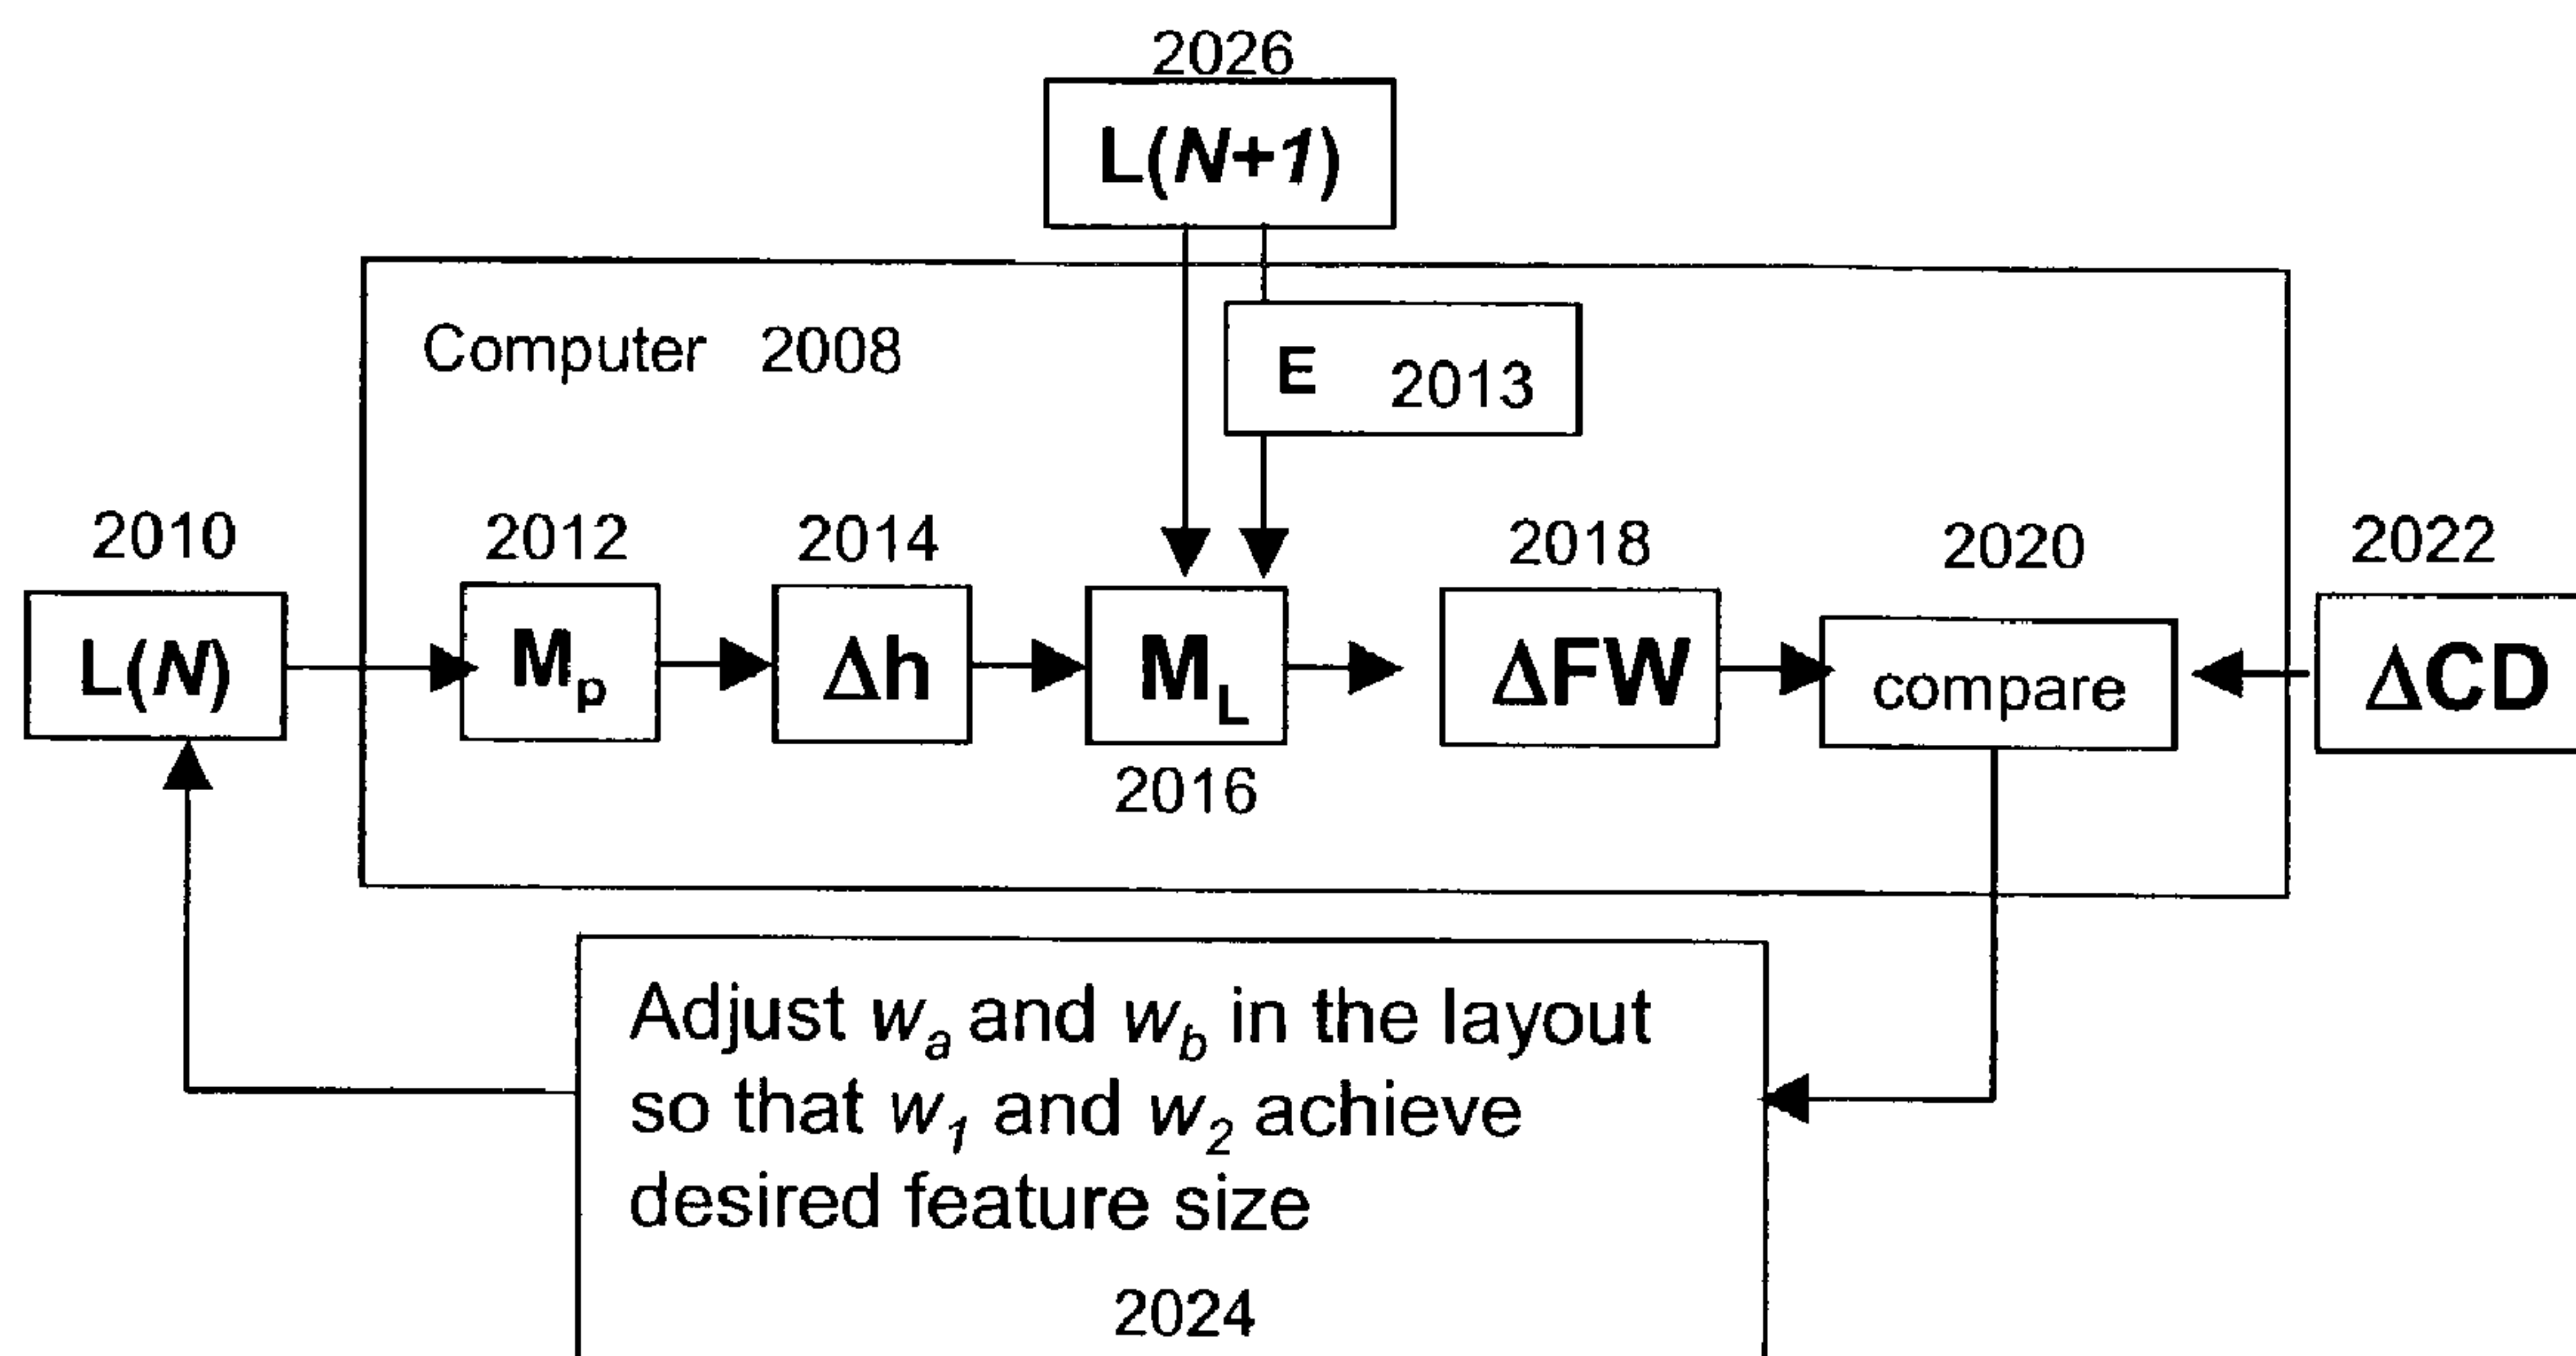 2026
L(N+1)
Computer 2008
E 2013
2010
2012
2014
2018
2020
2022
L(N)
Mp
Δh
ML
ΔFW
compare
ΔCD
2016
Adjust wa and wb in the layout
so that w1 and w2 achieve
desired feature size
2024